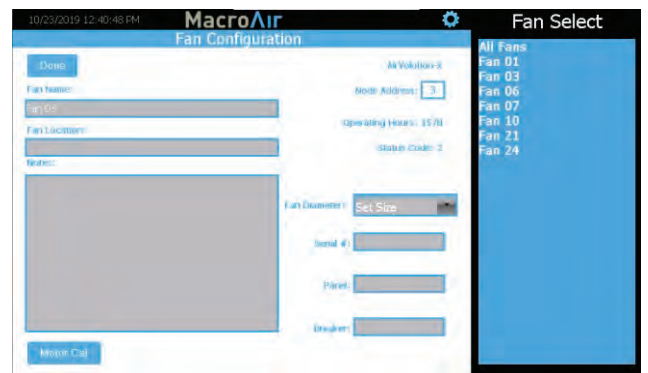 10/23/2019 12:40:48 PM
MacroAir
Fan Configuration
Done
AirVolution-X
Fan Name:
Node Address: 3
Fan 03
Fan Location:
Operating Hours:
Status Code: 2
Notes:
Fan Diameter: Set Size
Serial #:
Panel:
Breaker:
Motor Cal
Fan Select
All Fans
Fan 01
Fan 03
Fan 06
Fan 07
Fan 10
Fan 21
Fan 24